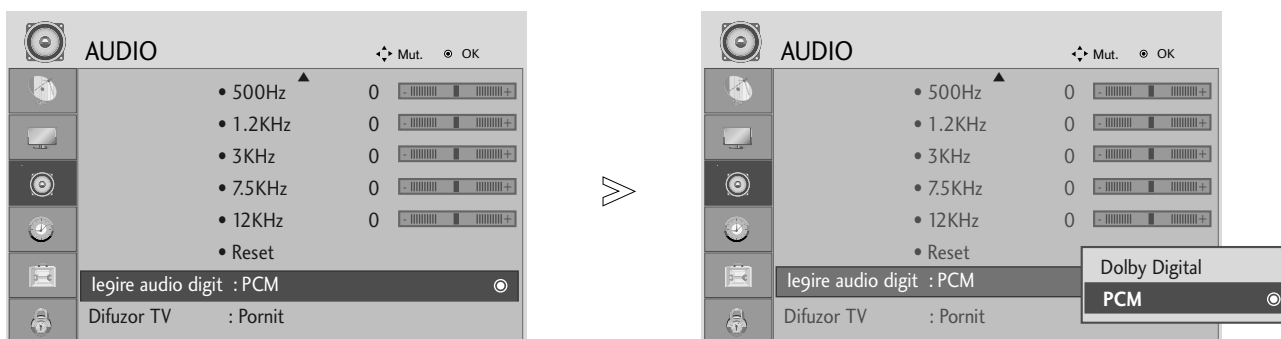 AUDIO Mut. OK
• 500Hz 0 - +
• 1.2KHz 0 - +
• 3KHz 0 - +
• 7.5KHz 0 - +
• 12KHz 0 - +
• Reset
Ie9ire audio digit : PCM
Difuzor TV : Pornit
AUDIO Mut. OK
• 500Hz 0 - +
• 1.2KHz 0 - +
• 3KHz 0 - +
• 7.5KHz 0 - +
• 12KHz 0 - +
• Reset
Ie9ire audio digit : PCM
Difuzor TV : Pornit
Dolby Digital
PCM